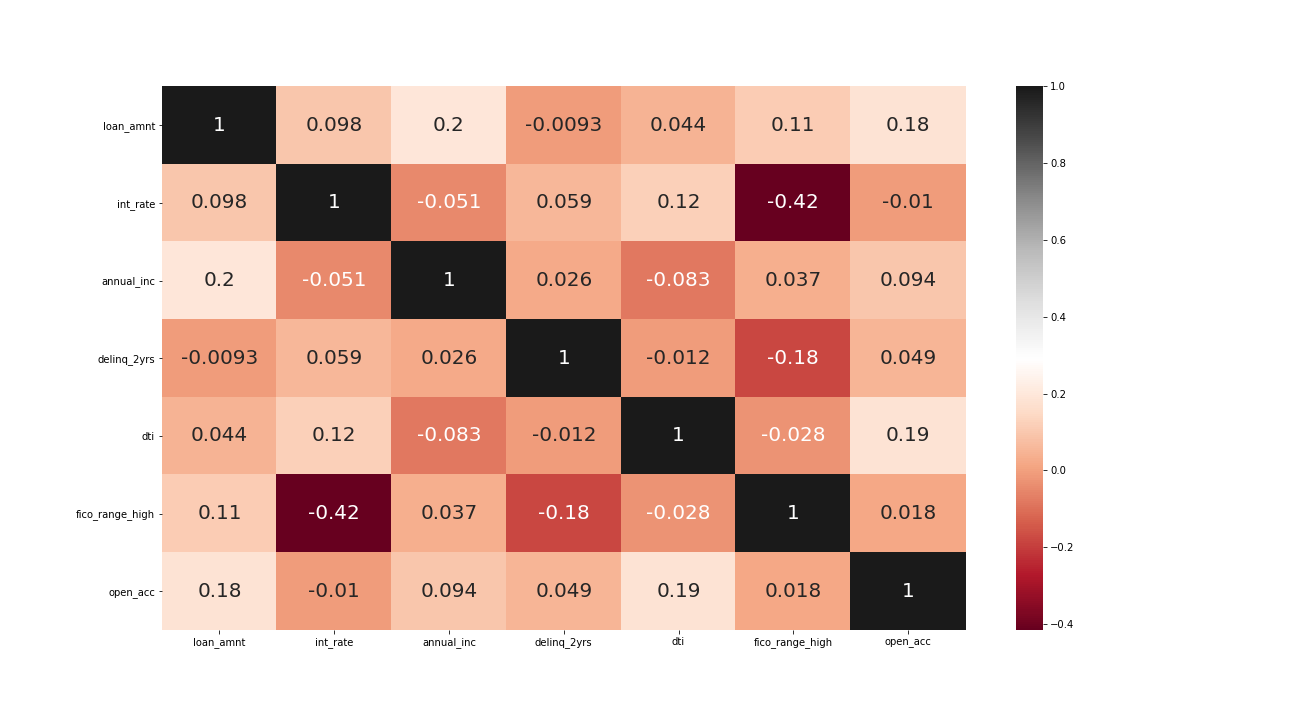 loan_amnt 1 0.098 0.2 -0.0093 0.044 0.11 0.18
int_rate 0.098 1 -0.051 0.059 0.12 -0.42 -0.01
annual_inc 0.2 -0.051 1 0.026 -0.083 0.037 0.094
delinq_2yrs -0.0093 0.059 0.026 1 -0.012 -0.18 0.049
dti 0.044 0.12 -0.083 -0.012 1 -0.028 0.19
fico_range_high 0.11 -0.42 0.037 -0.18 -0.028 1 0.018
open_acc 0.18 -0.01 0.094 0.049 0.19 0.018 1
loan_amnt int_rate annual_inc delinq_2yrs dti fico_range_high open_acc
1.0
0.8
0.6
0.4
0.2
0.0
−0.2
−0.4